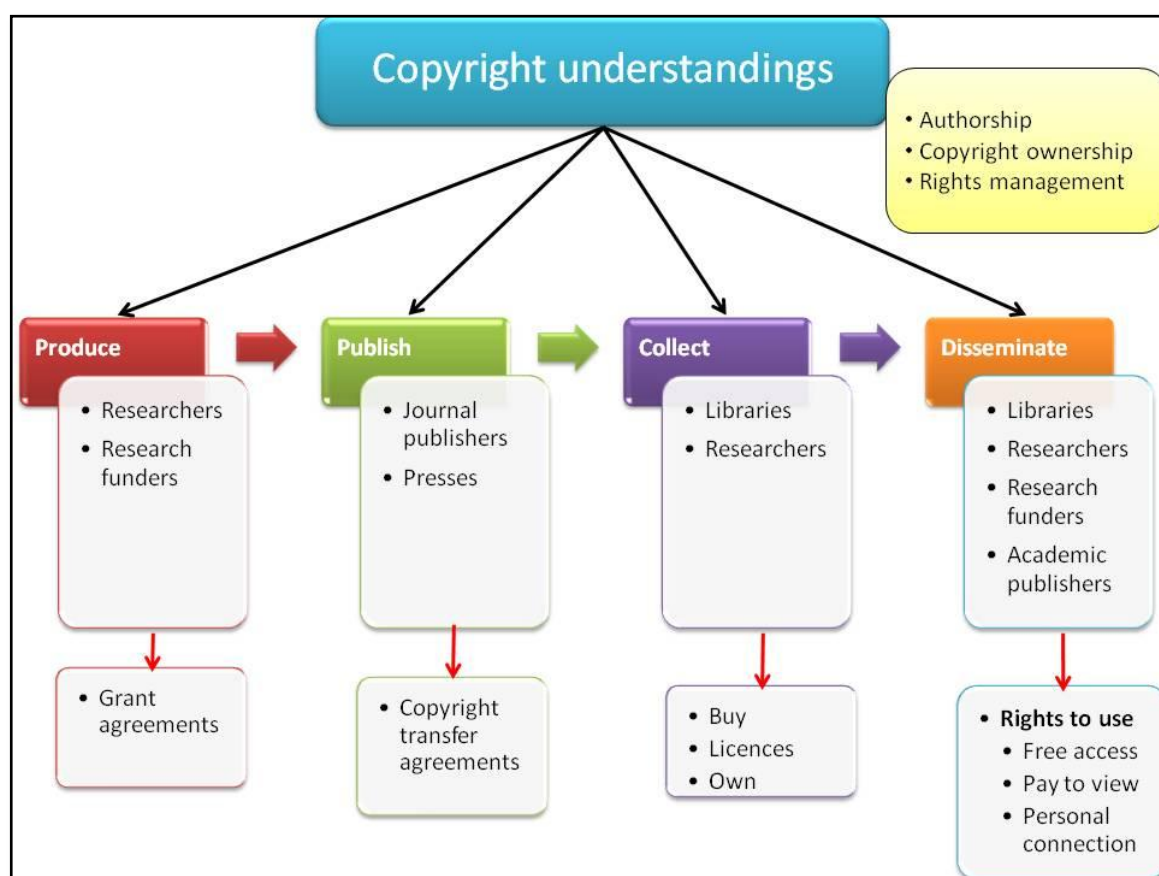 Copyright understandings
• Authorship
• Copyright ownership
• Rights management
Produce
• Researchers
• Research
funders
• Grant
agreements
Publish
• Journal
publishers
• Presses
• Copyright
transfer
agreements
Collect
• Libraries
• Researchers
• Buy
• Licences
• Own
Disseminate
• Libraries
• Researchers
• Research
funders
• Academic
publishers
• Rights to use
• Free access
• Pay to view
• Personal
connection